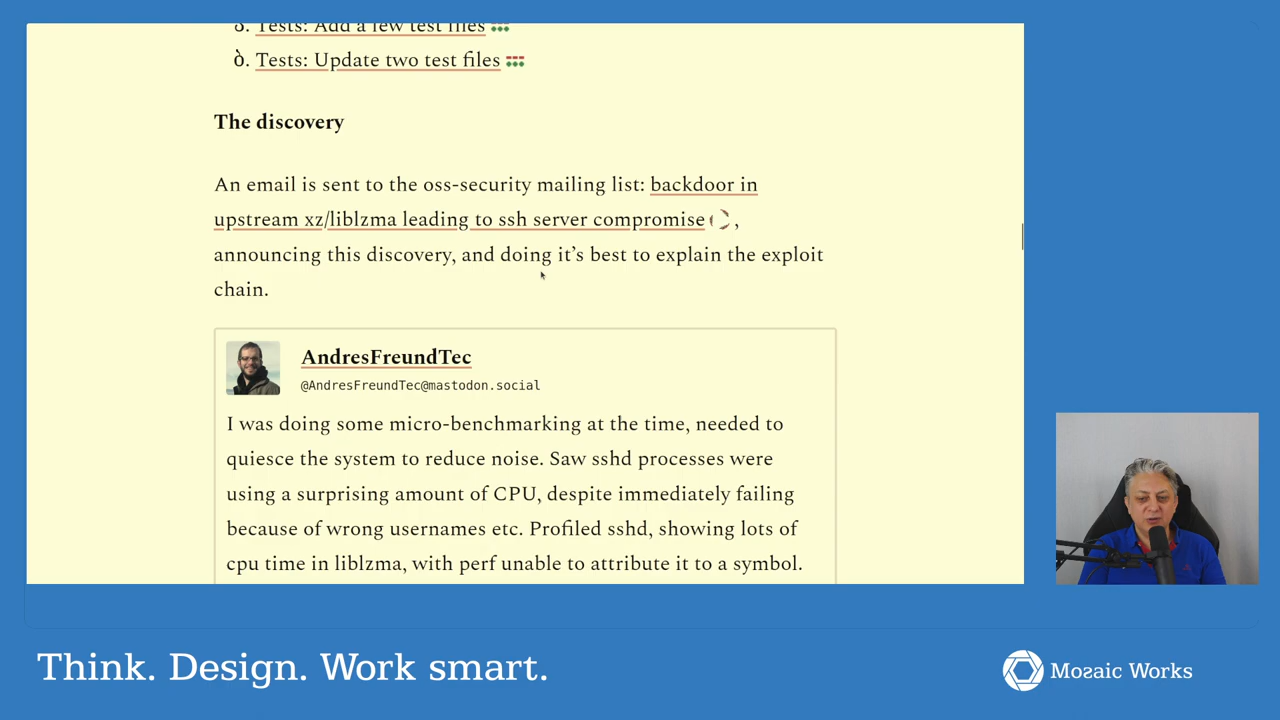 Tests: Add a few test files
Tests: Update two test files
The discovery
An email is sent to the oss-security mailing list: backdoor in
upstream xz/liblzma leading to ssh server compromise ,
announcing this discovery, and doing it’s best to explain the exploit
chain.
AndresFreundTec
@AndresFreundTec@mastodon.social
I was doing some micro-benchmarking at the time, needed to
quiesce the system to reduce noise. Saw sshd processes were
using a surprising amount of CPU, despite immediately failing
because of wrong usernames etc. Profiled sshd, showing lots of
cpu time in liblzma, with perf unable to attribute it to a symbol.
Think. Design. Work smart.
Mozaic Works